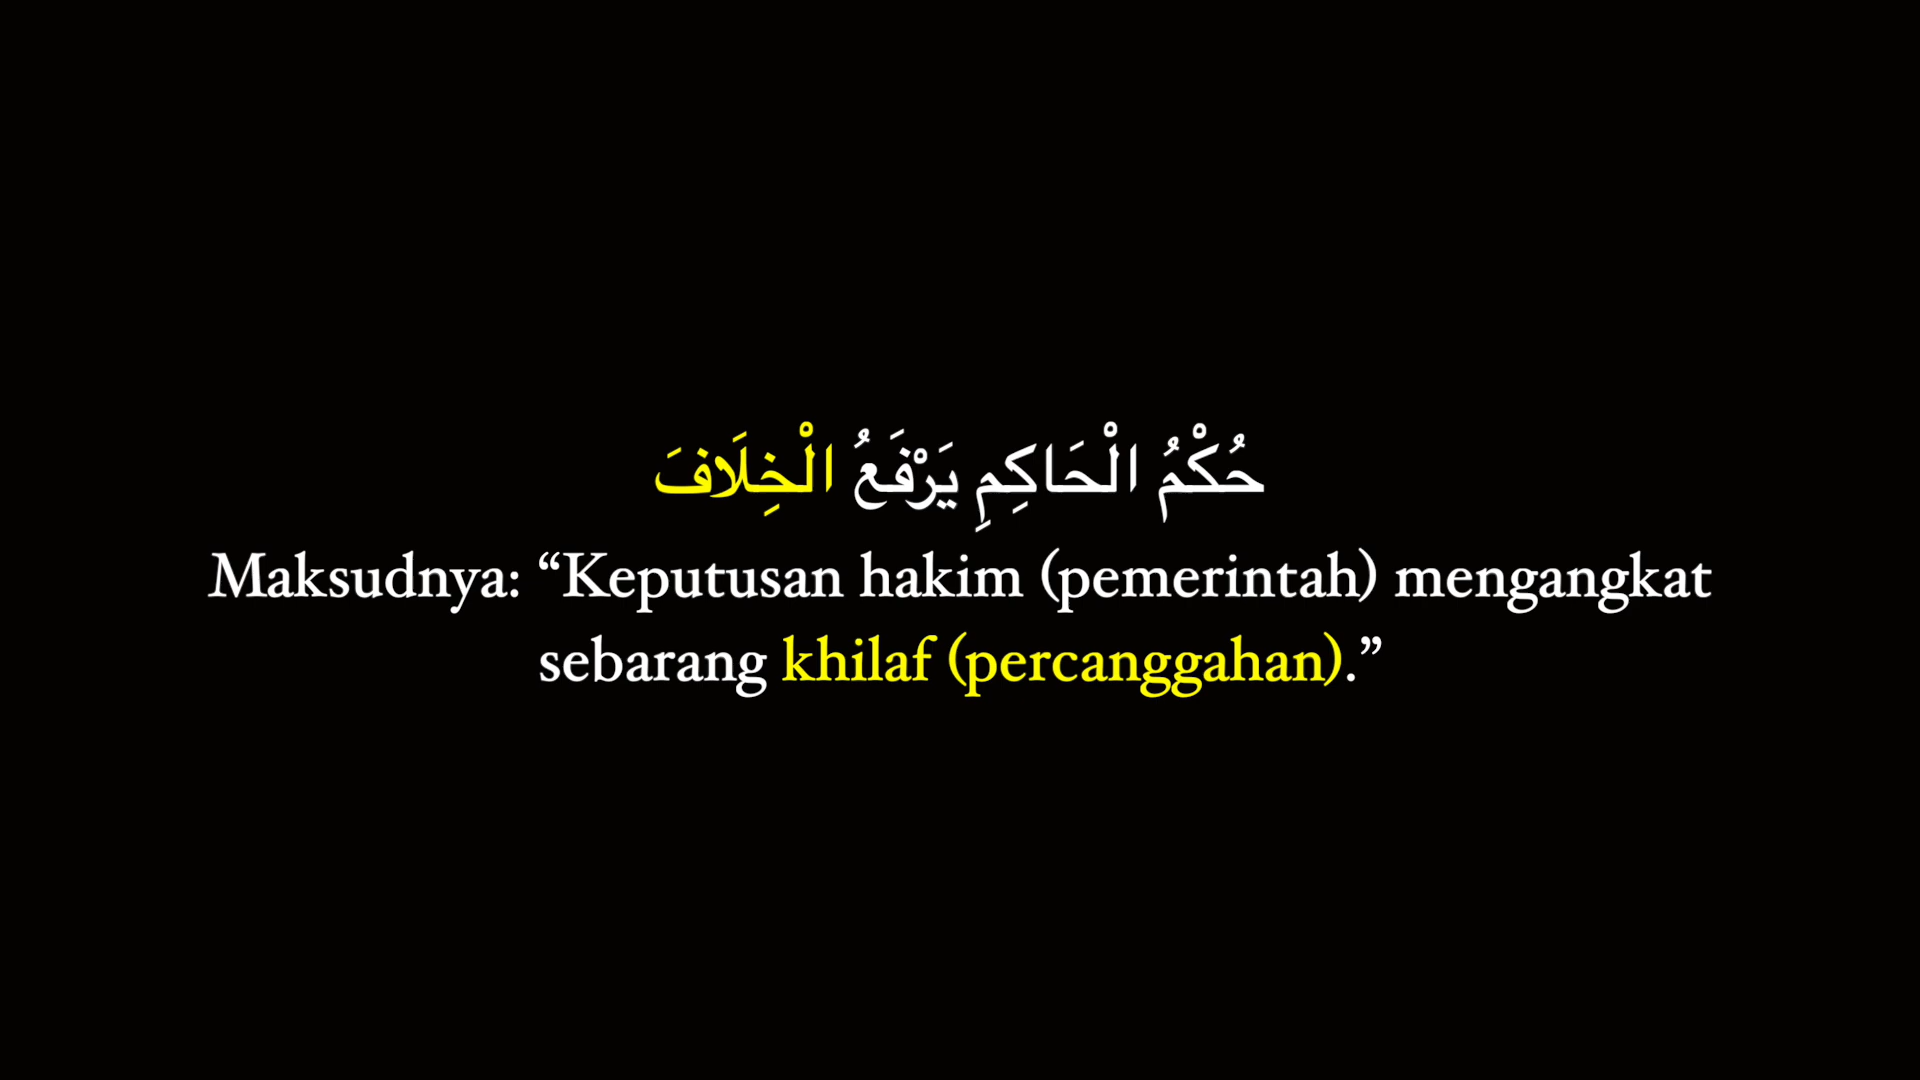 حُكْمُ الْحَاكِمِ يَرْفَعُ الْخِلَافَ
Maksudnya: “Keputusan hakim (pemerintah) mengangkat
sebarang khilaf (percanggahan).”